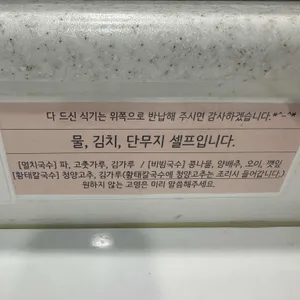 다 드신 식기는 위쪽으로 반납해 주시면 감사하겠습니다.*^-^*
물, 김치, 단무지 셀프입니다.
[멸치국수] 파, 고춧가루, 김가루 / [비빔국수] 콩나물, 양배추, 오이, 깻잎
[황태칼국수] 청양고추, 김가루(황태칼국수에 청양고추는 조리시 들어갑니다.)
원하지 않는 고명은 미리 말씀해주세요.